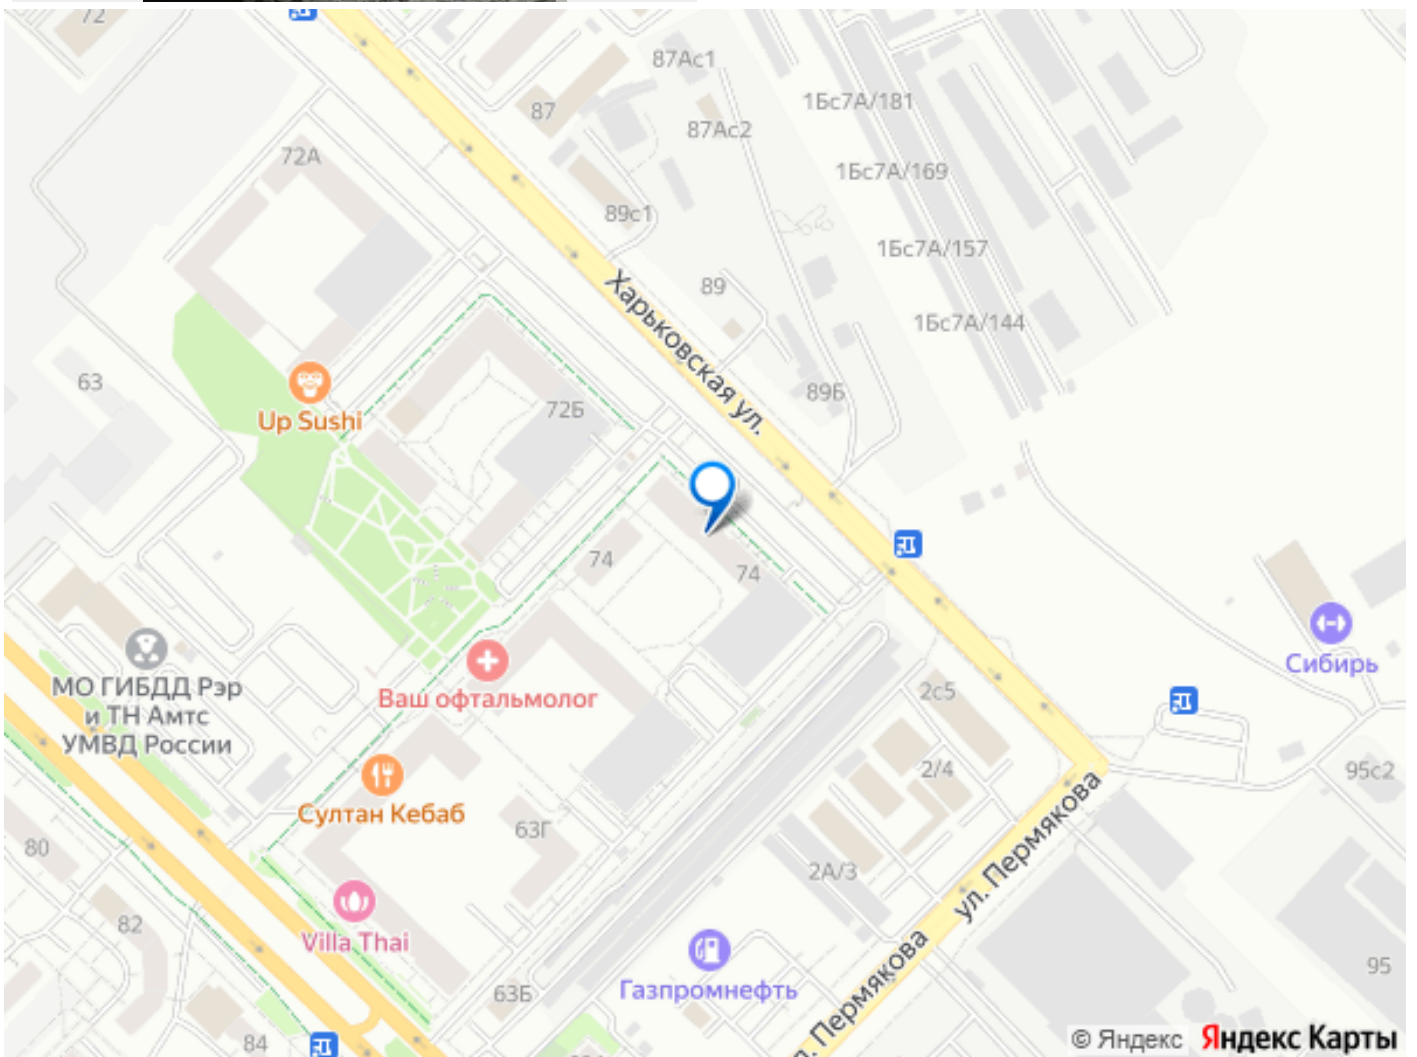 72
87Ас1
87
1Бс7А/181
87Ас2
72А
1Бс7А/169
89с1
1Бс7А/157
89
Харьковская ул.
1Бс7А/144
63
Up Sushi
72Б
89Б
74
74
Сибирь
МО ГИБДД Рэр
и ТН Амтс
УМВД России
Ваш офтальмолог
2с5
2/4
95с2
Султан Кебаб
63Г
80
2А/3
ул. Пермякова
82
Villa Thai
Газпромнефть
95
63Б
84
л. Пермякова
© Яндекс Яндекс Карты